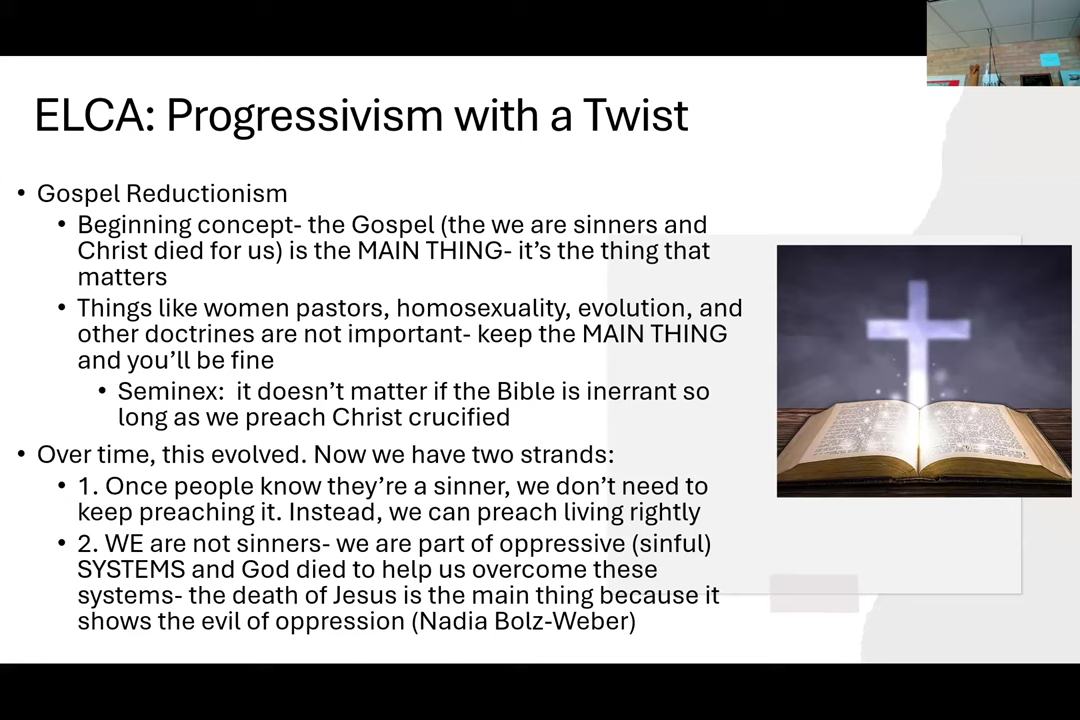 ELCA: Progressivism with a Twist
• Gospel Reductionism
• Beginning concept- the Gospel (the we are sinners and
Christ died for us) is the MAIN THING- it’s the thing that
matters
• Things like women pastors, homosexuality, evolution, and
other doctrines are not important- keep the MAIN THING
and you’ll be fine
• Seminex:  it doesn’t matter if the Bible is inerrant so
long as we preach Christ crucified
• Over time, this evolved. Now we have two strands:
• 1. Once people know they’re a sinner, we don’t need to
keep preaching it. Instead, we can preach living rightly
• 2. WE are not sinners- we are part of oppressive (sinful)
SYSTEMS and God died to help us overcome these
systems- the death of Jesus is the main thing because it
shows the evil of oppression (Nadia Bolz-Weber)